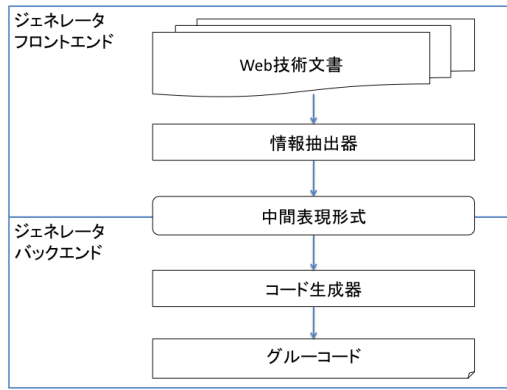 ジェネレータ
フロントエンド
Web技術文書
情報抽出器
中間表現形式
ジェネレータ
バックエンド
コード生成器
グルーコード